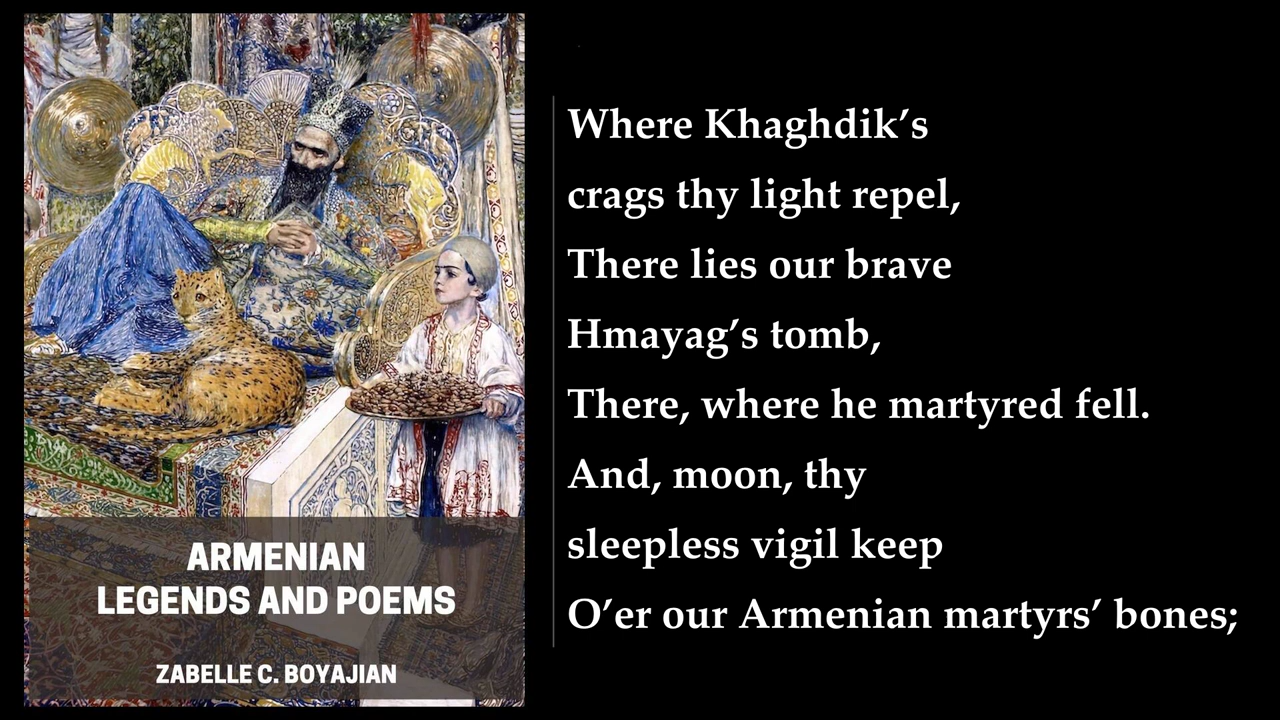 ARMENIAN
LEGENDS AND POEMS
ZABELLE C. BOYAJIAN
Where Khaghdik’s
crags thy light repel,
There lies our brave
Hmayag’s tomb,
There, where he martyred fell.
And, moon, thy
sleepless vigil keep
O’er our Armenian martyrs’ bones;